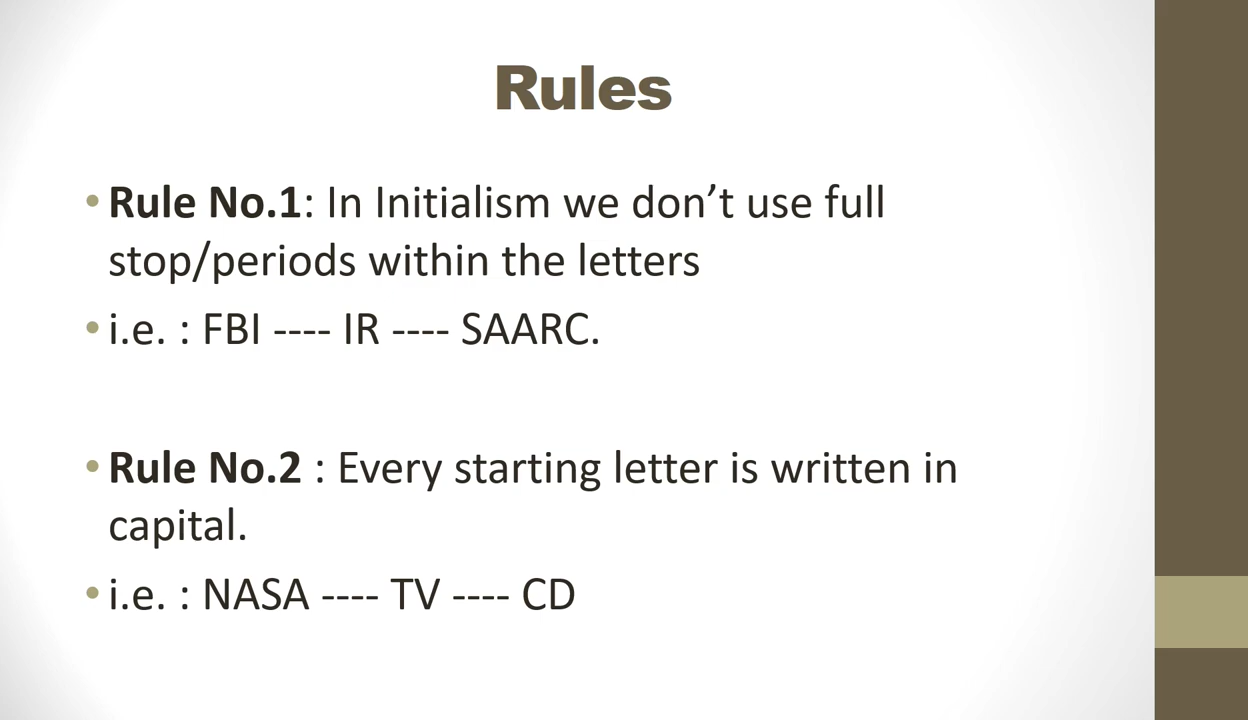 Rules
• Rule No.1: In Initialism we don’t use full
stop/periods within the letters
• i.e. : FBI ---- IR ---- SAARC.
• Rule No.2 : Every starting letter is written in
capital.
• i.e. : NASA ---- TV ---- CD